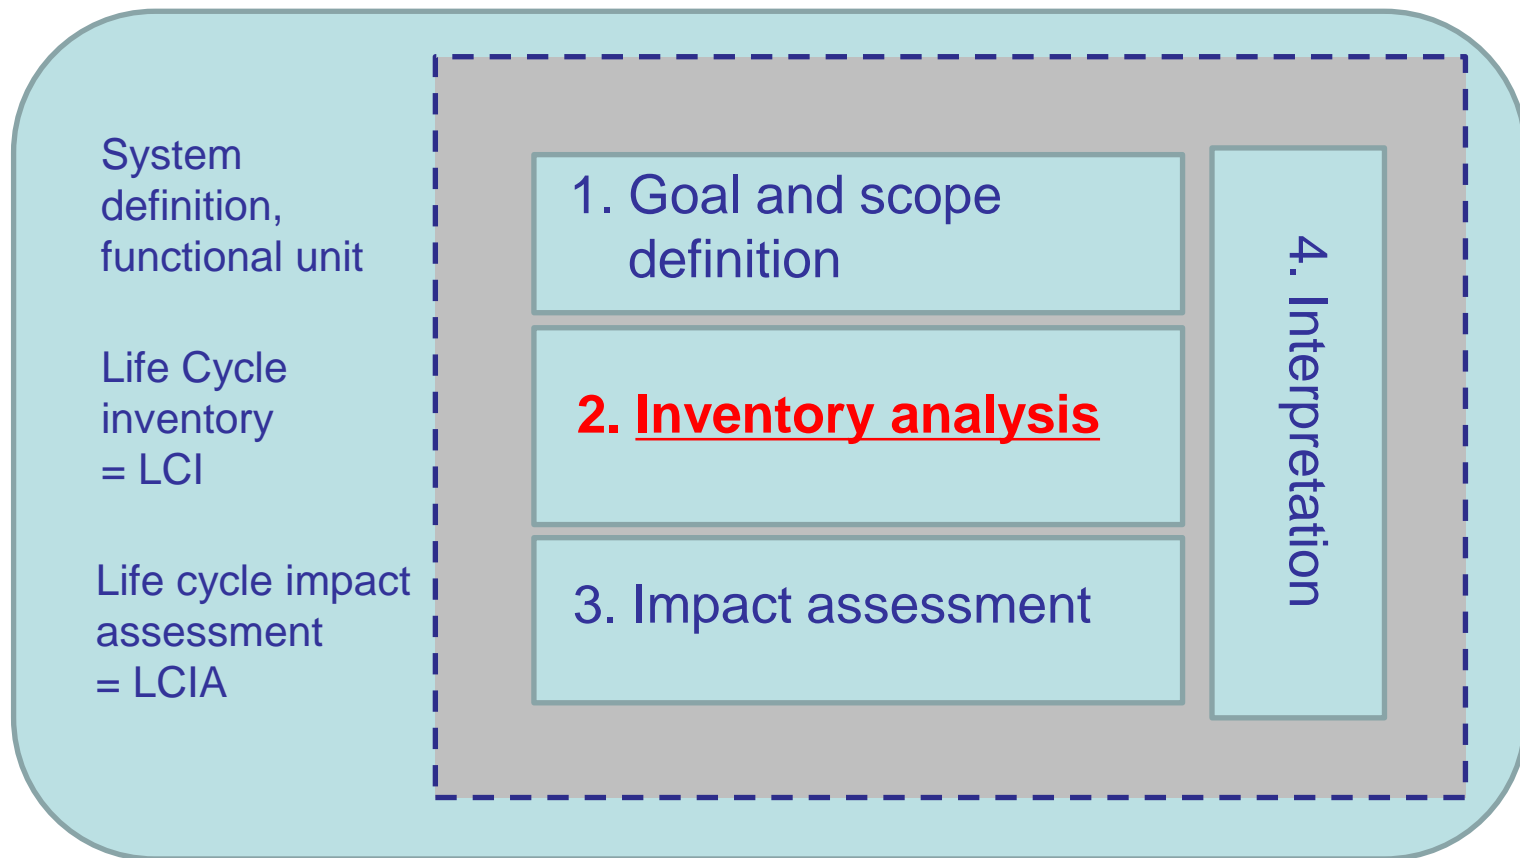 System
definition,
functional unit
Life Cycle
inventory
= LCI
Life cycle impact
assessment
= LCIA
1. Goal and scope
definition
2. Inventory analysis
3. Impact assessment
4. Interpretation